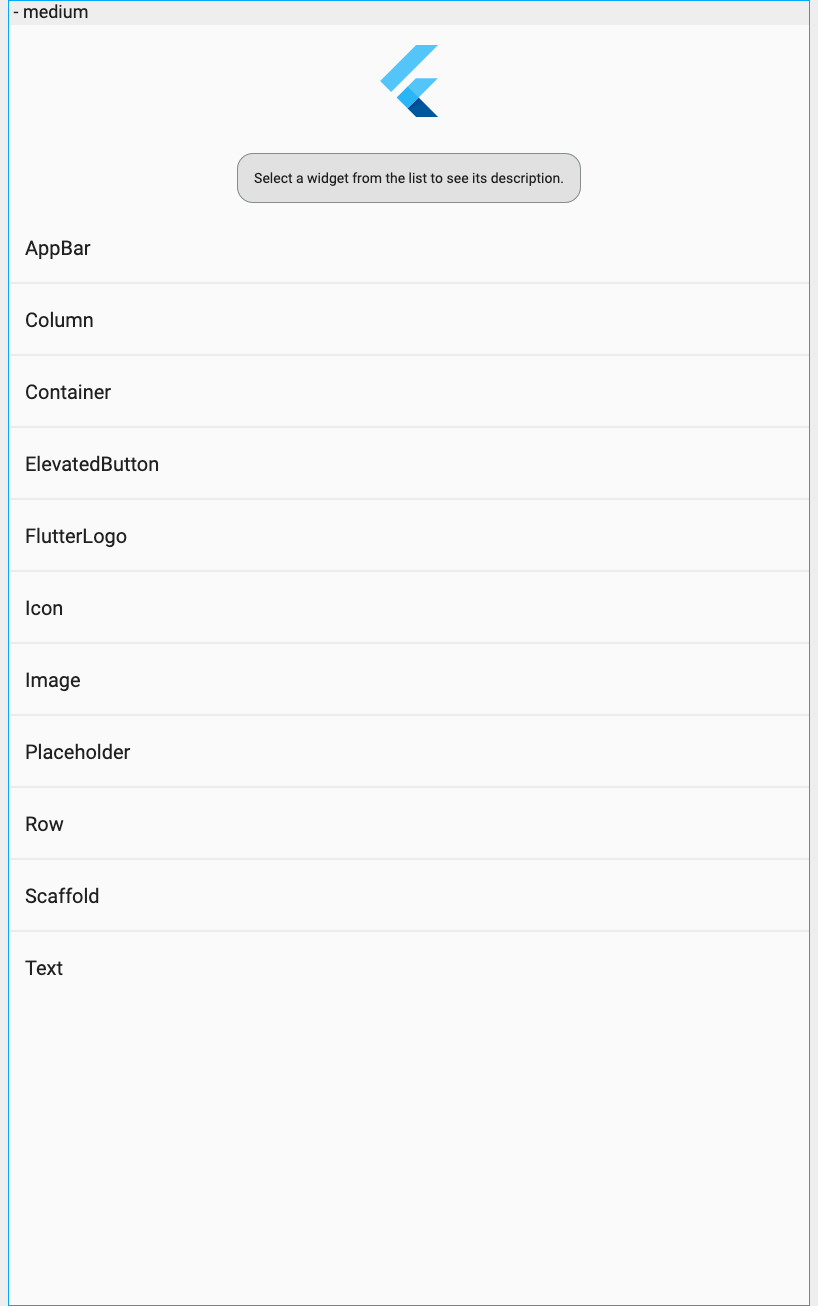 - medium
Select a widget from the list to see its description.
AppBar
Column
Container
ElevatedButton
FlutterLogo
Icon
Image
Placeholder
Row
Scaffold
Text